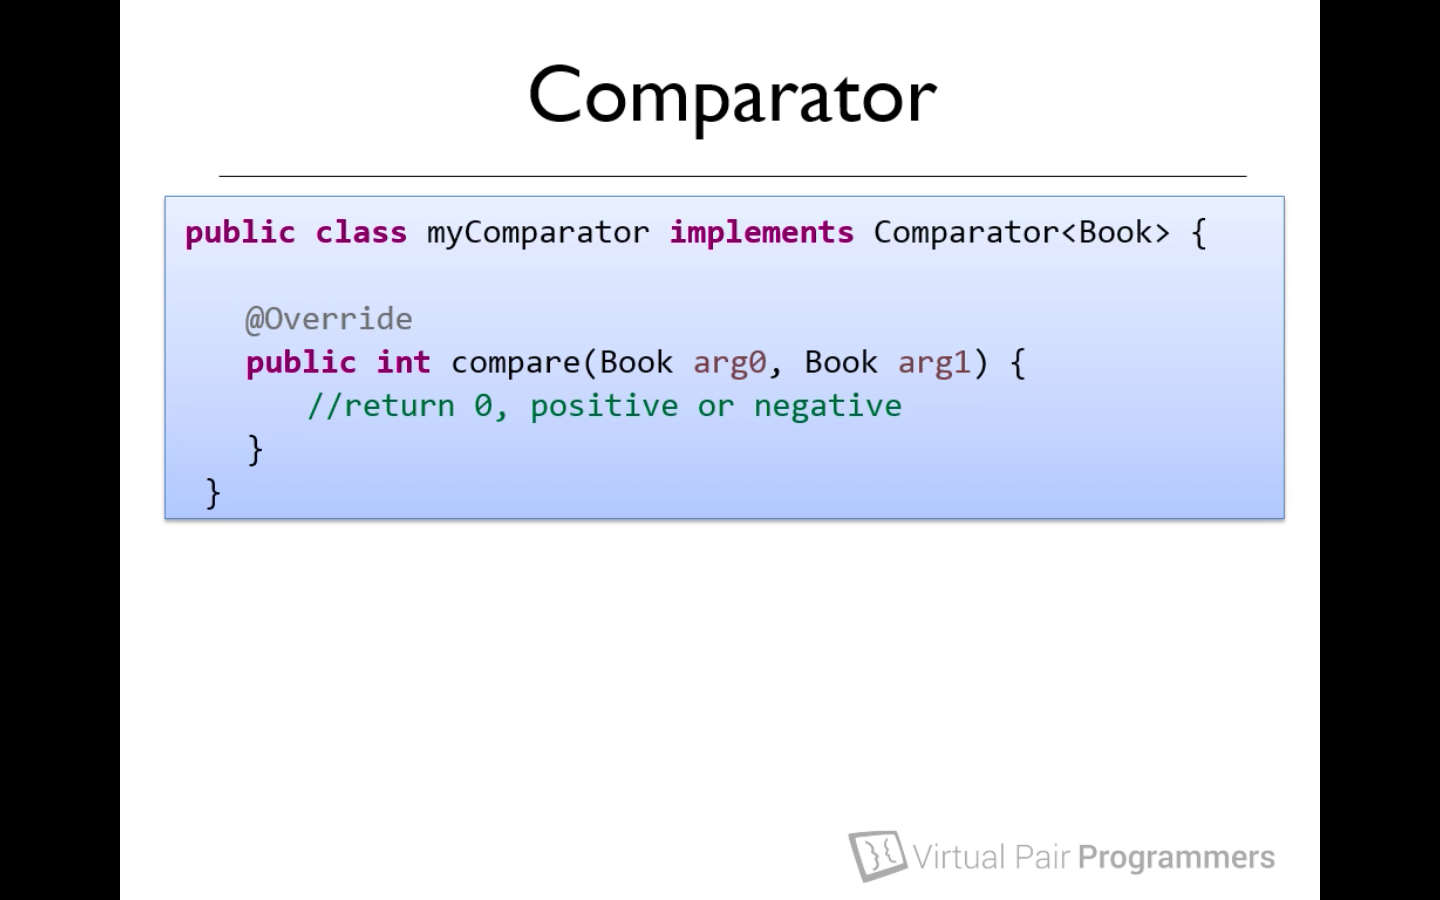 Comparator
public class myComparator implements Comparator<Book> {
@Override
public int compare(Book arg0, Book arg1) {
//return 0, positive or negative
}
}
Virtual Pair Programmers